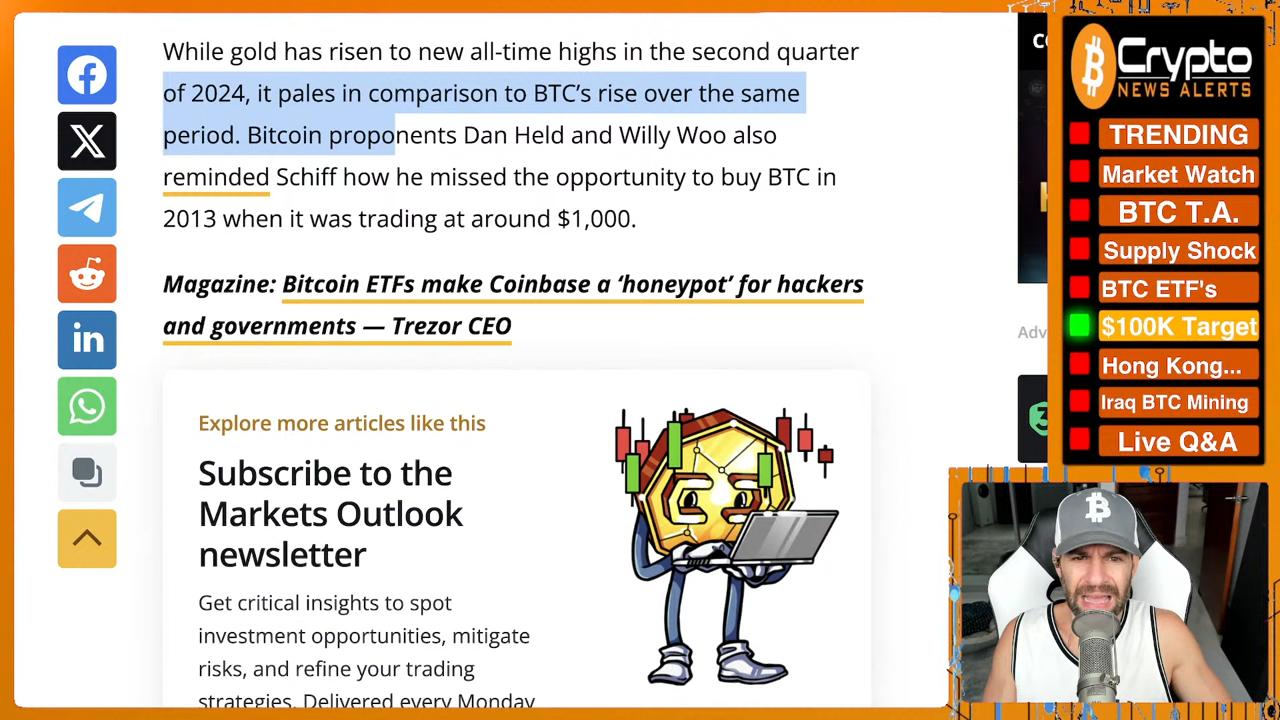 While gold has risen to new all-time highs in the second quarter
of 2024, it pales in comparison to BTC’s rise over the same
period. Bitcoin proponents Dan Held and Willy Woo also
reminded Schiff how he missed the opportunity to buy BTC in
2013 when it was trading at around $1,000.
Magazine: Bitcoin ETFs make Coinbase a ‘honeypot’ for hackers
and governments — Trezor CEO
Explore more articles like this
Subscribe to the
Markets Outlook
newsletter
Get critical insights to spot
investment opportunities, mitigate
risks, and refine your trading
strategies. Delivered every Monday
Adv
Crypto
NEWS ALERTS
TRENDING
Market Watch
BTC T.A.
Supply Shock
BTC ETF's
$100K Target
Hong Kong...
Iraq BTC Mining
Live Q&A